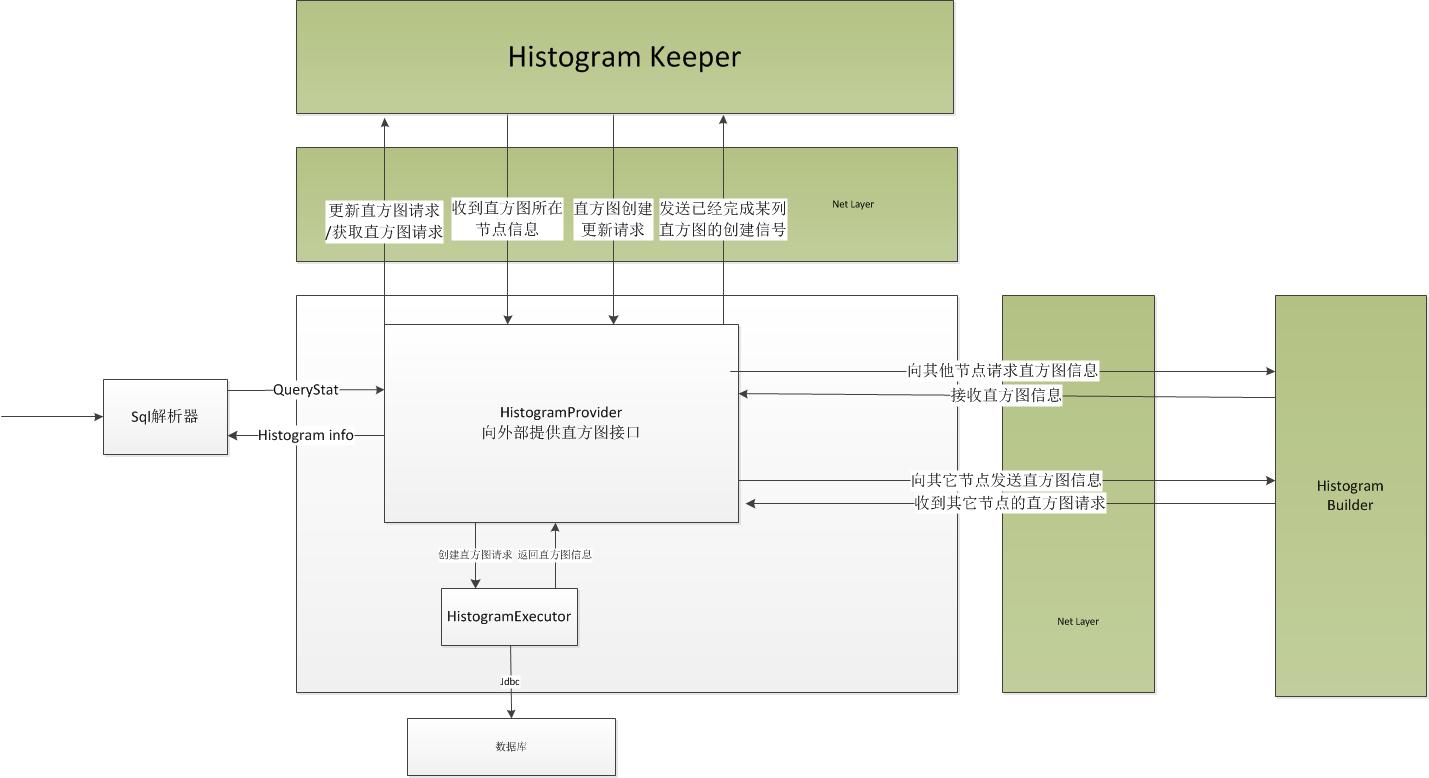 Histogram Keeper
更新直方图请求
/获取直方图请求
收到直方图所在
节点信息
直方图创建
更新请求
发送已经完成某列
直方图的创建信号
Net Layer
Sql解析器
QueryStat
Histogram info
HistogramProvider
向外部提供直方图接口
向其他节点请求直方图信息
接收直方图信息
向其它节点发送直方图信息
收到其它节点的直方图请求
Histogram
Builder
创建直方图请求
返回直方图信息
HistogramExecutor
Net Layer
Jdbc
数据库